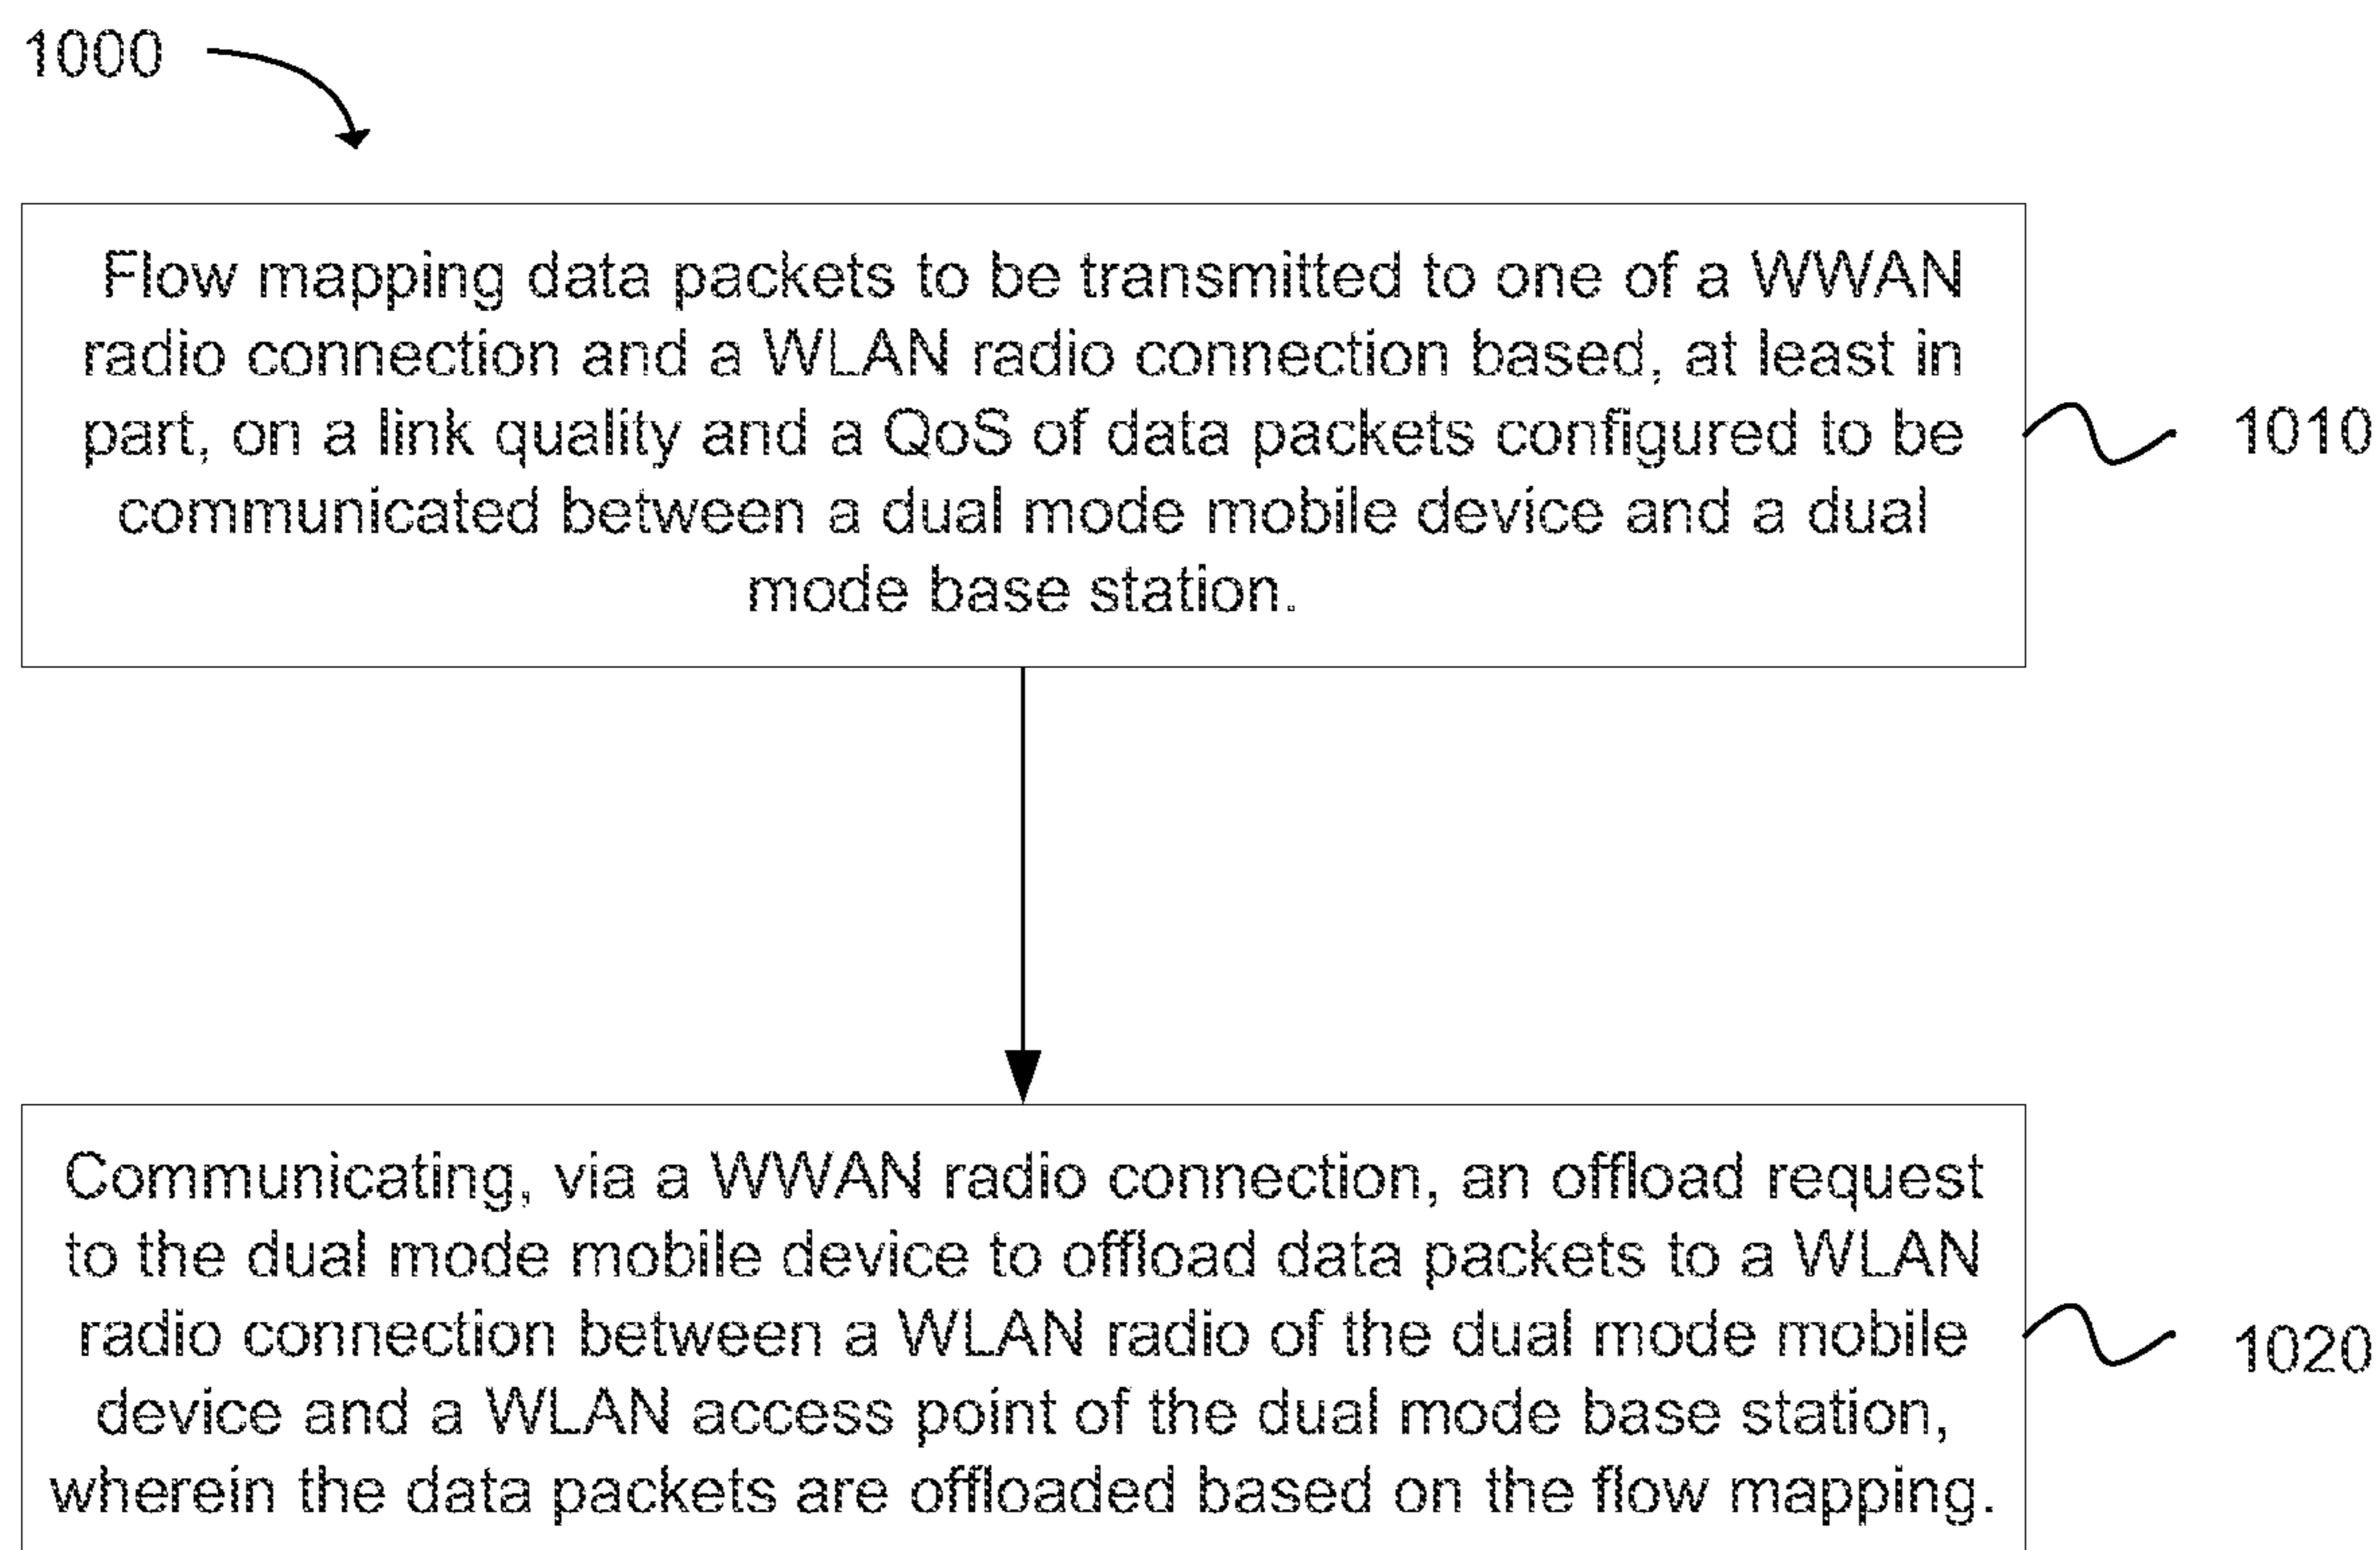 1000
Flow mapping data packets to be transmitted to one of a WWAN
radio connection and a WLAN radio connection based, at least in
part, on a link quality and a QoS of data packets configured to be
communicated between a dual mode mobile device and a dual
mode base station.
1010
Communicating, via a WWAN radio connection, an offload request
to the dual mode mobile device to offload data packets to a WLAN
radio connection between a WLAN radio of the dual mode mobile
device and a WLAN access point of the dual mode base station,
wherein the data packets are offloaded based on the flow mapping.
1020